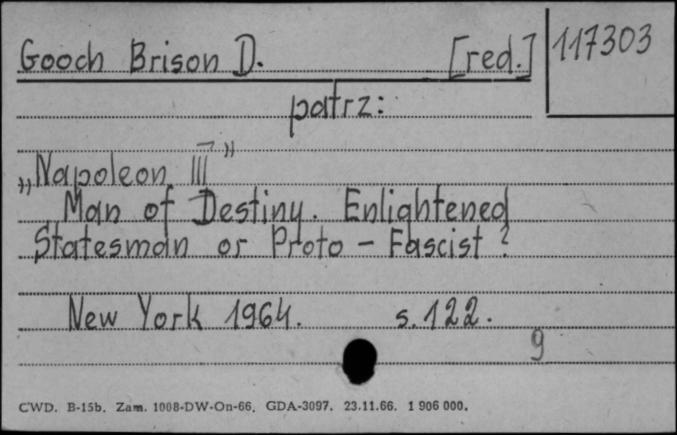 Gooch Brison D. [red.] 117303
patrz:
„Napoleon III”
Man of Destiny. Enlightened
Statesman or Proto - Fascist?
New York 1964. s. 122.
9
CWD. B-15b. Zam. 1008-DW-On-66. GDA-3097. 23.11.66. 1 906 000.